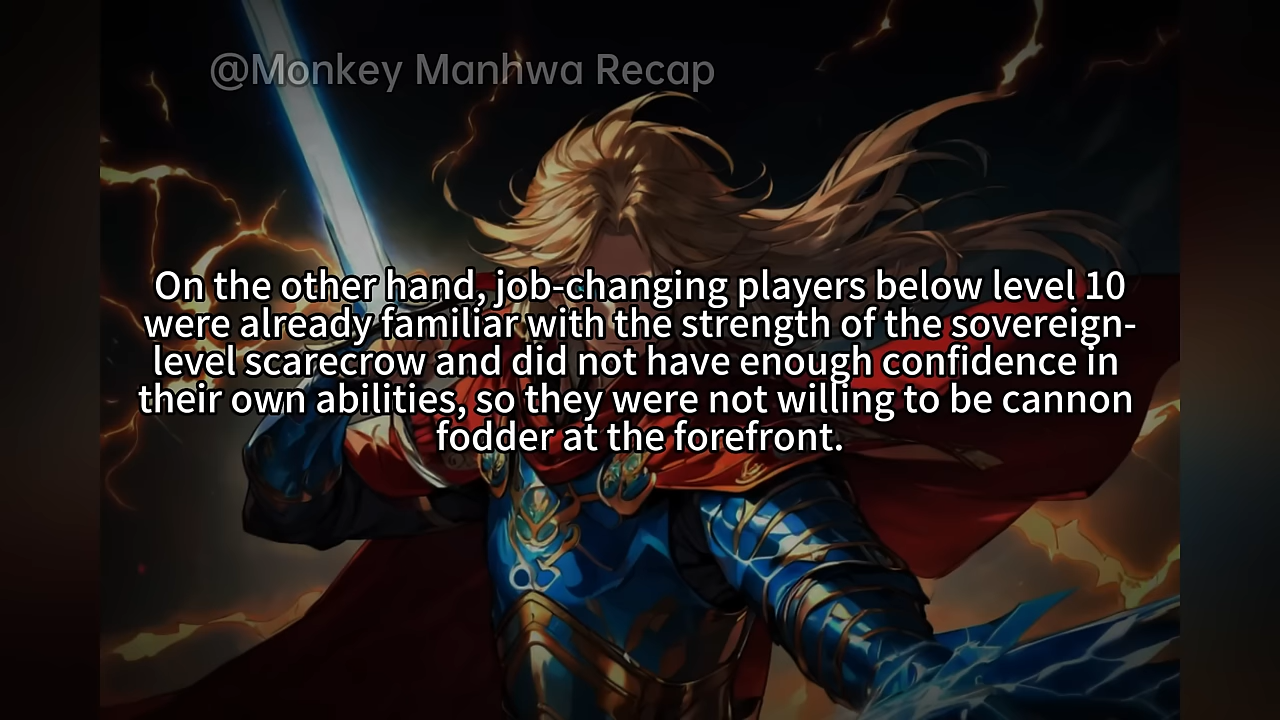 @Monkey Manhwa Recap
On the other hand, job-changing players below level 10
were already familiar with the strength of the sovereign-
level scarecrow and did not have enough confidence in
their own abilities, so they were not willing to be cannon
fodder at the forefront.